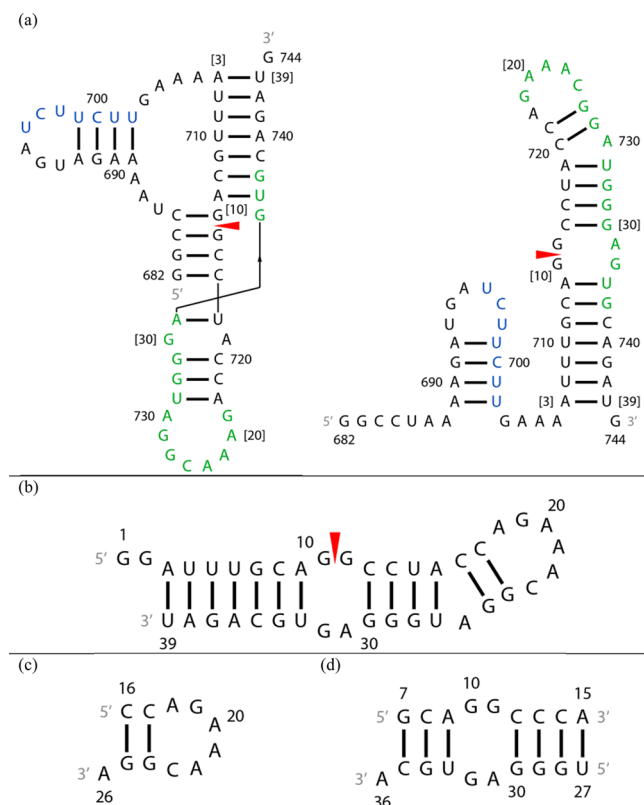 (a)
3′
G 744
[3] G A A A A U [39]
700
U C U U C U U
A G U A G A A
690
A A U C C G G
682
5′
710
A U U U G C A G G C C U
[10]
U A G A C G U G
740
A C C A
720
G A A
[20]
A C G G A
730
U G G G A
[30]
5′ G G C C U A A
682
A A G A U G A
690
U C U U C U U
700
G A A A
[3] A U U U G C A G G C C U A C C A
710
[10]
720
G A A A C G G A
[20]
730
U G G G A G U G C A G A U
[30]
740
[39]
G 3′
744
(b)
1 10 20
5′ G G A U U U G C A G G C C U A C C A G A
A
A
3′ U A G A C G U G A G G G U A G G C
39 30
(c)
16
5′ C C A G
20
A
A
3′ A G G C A
26
(d)
7 10 15
5′ G C A G G C C C A 3′
3′ A C G U G A G G G U 5′
36 30 27